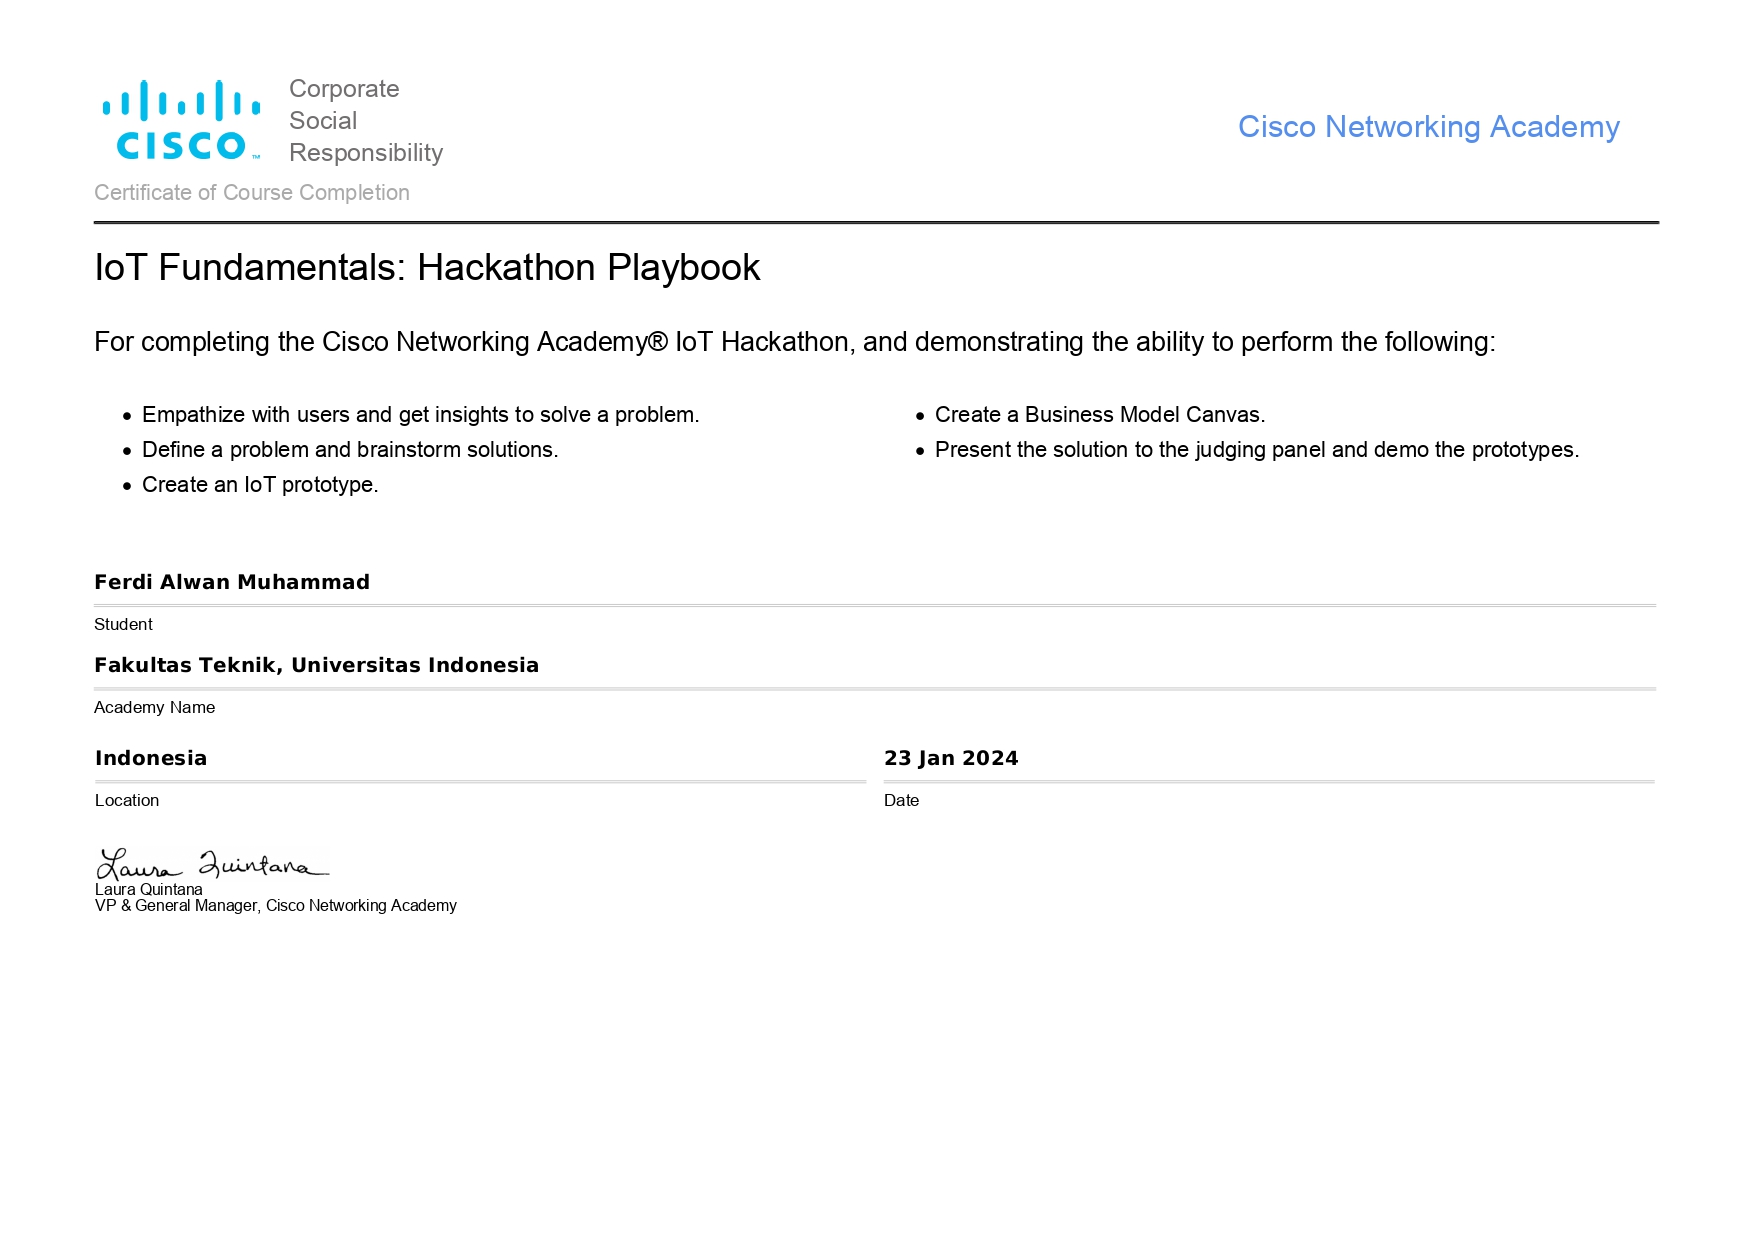 Corporate
Social
Responsibility
CISCO™
Cisco Networking Academy
Certificate of Course Completion
IoT Fundamentals: Hackathon Playbook
For completing the Cisco Networking Academy® IoT Hackathon, and demonstrating the ability to perform the following:
• Empathize with users and get insights to solve a problem.
• Define a problem and brainstorm solutions.
• Create an IoT prototype.
• Create a Business Model Canvas.
• Present the solution to the judging panel and demo the prototypes.
Ferdi Alwan Muhammad
Student
Fakultas Teknik, Universitas Indonesia
Academy Name
Indonesia
Location
23 Jan 2024
Date
Laura Quintana
Laura Quintana
VP & General Manager, Cisco Networking Academy